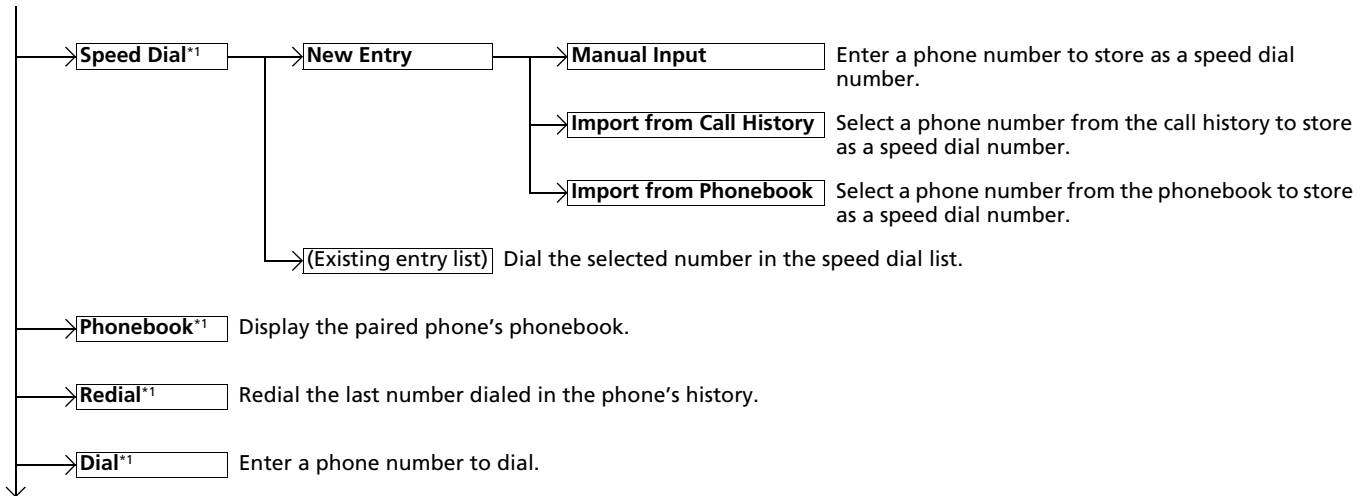 Speed Dial*1
New Entry
Manual Input
Enter a phone number to store as a speed dial
number.
Import from Call History
Select a phone number from the call history to store
as a speed dial number.
Import from Phonebook
Select a phone number from the phonebook to store
as a speed dial number.
(Existing entry list)
Dial the selected number in the speed dial list.
Phonebook*1
Display the paired phone’s phonebook.
Redial*1
Redial the last number dialed in the phone’s history.
Dial*1
Enter a phone number to dial.